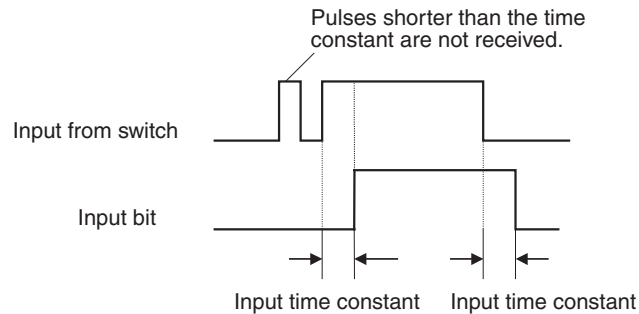 Pulses shorter than the time
constant are not received.
Input from switch
Input bit
Input time constant
Input time constant